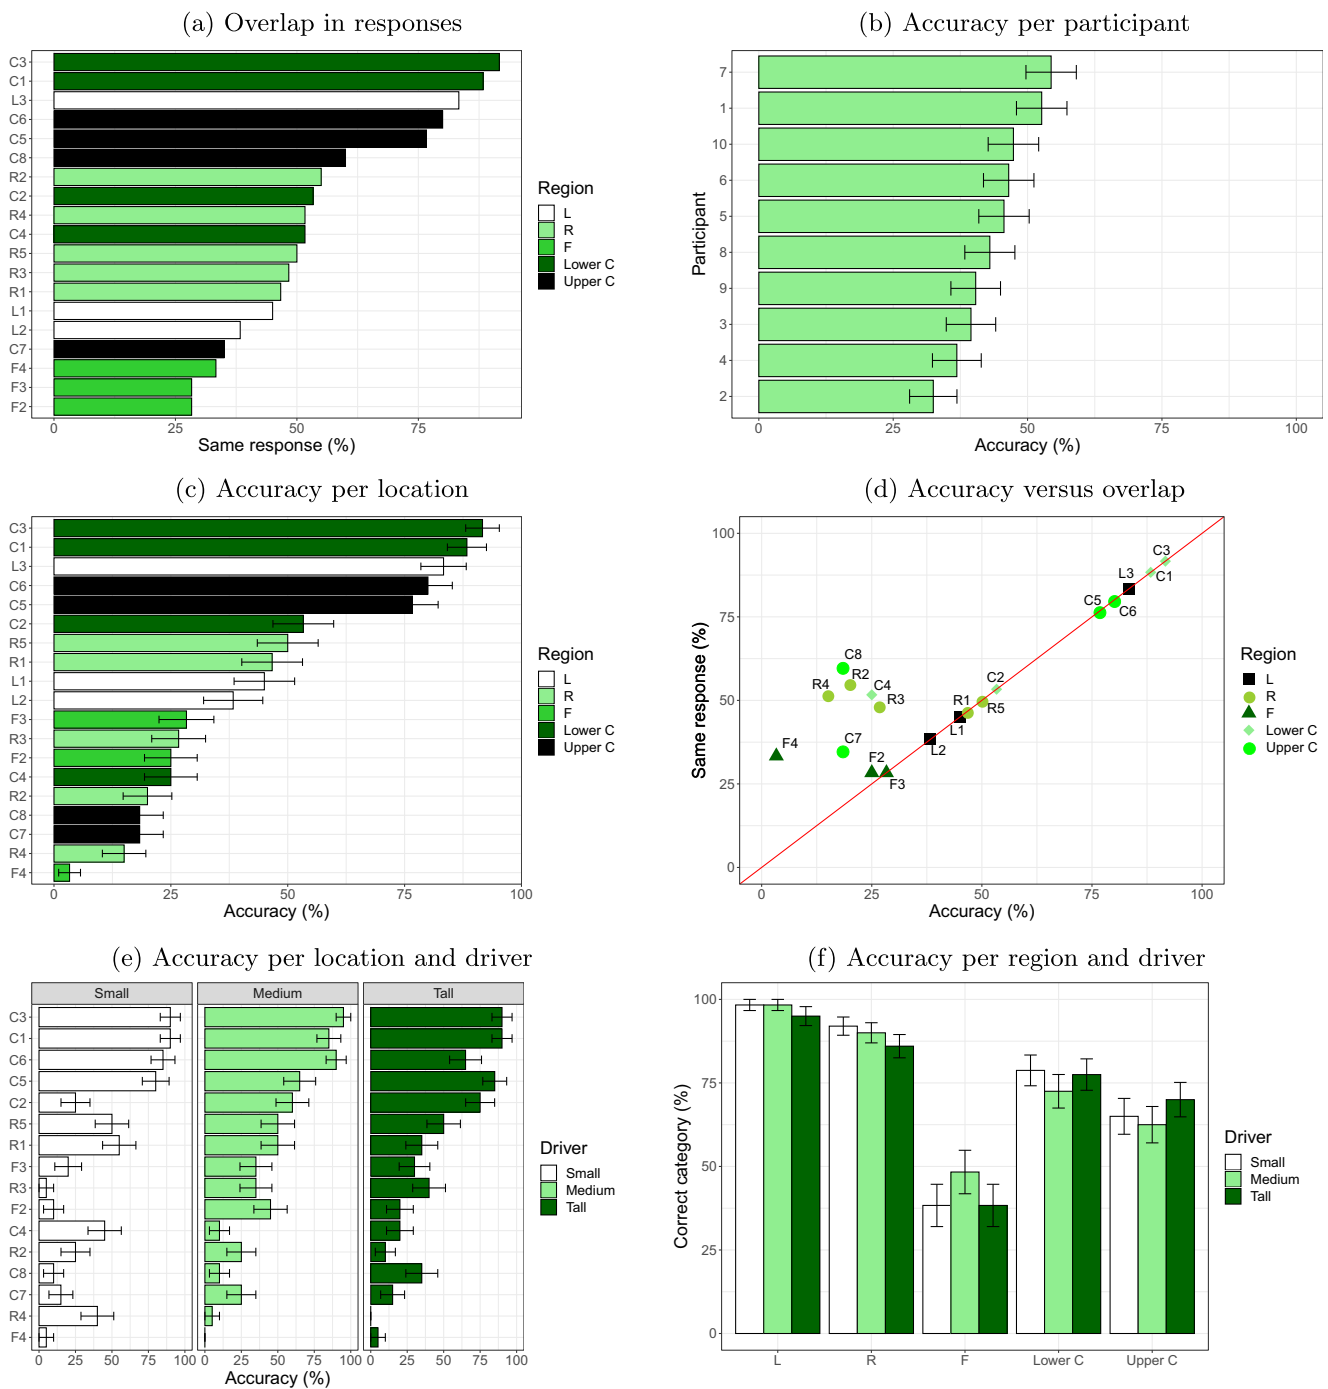 (a) Overlap in responses
C3
C1
L3
C6
C5
C8
R2
C2
R4
C4
R5
R3
R1
L1
L2
C7
F4
F3
F2
0 25 50 75
Same response (%)
Region
L
R
F
Lower C
Upper C
(b) Accuracy per participant
Participant
7
1
10
6
5
8
9
3
4
2
0 25 50 75 100
Accuracy (%)
(c) Accuracy per location
C3
C1
L3
C6
C5
C2
R5
R1
L1
L2
F3
R3
F2
C4
R2
C8
C7
R4
F4
0 25 50 75 100
Accuracy (%)
Region
L
R
F
Lower C
Upper C
(d) Accuracy versus overlap
Same response (%)
100
75
50
25
0
C3
L3 C1
C5
C6
C8
R2
R4 C4 C2
R3 R1
R5
L1
C7
L2
F4
F2
F3
0 25 50 75 100
Accuracy (%)
Region
L
R
F
Lower C
Upper C
(e) Accuracy per location and driver
Small Medium Tall
C3
C1
C6
C5
C2
R5
R1
F3
R3
F2
C4
R2
C8
C7
R4
F4
0 25 50 75 100 0 25 50 75 100 0 25 50 75 100
Accuracy (%)
Driver
Small
Medium
Tall
(f) Accuracy per region and driver
Correct category (%)
100
75
50
25
0
L R F Lower C Upper C
Driver
Small
Medium
Tall